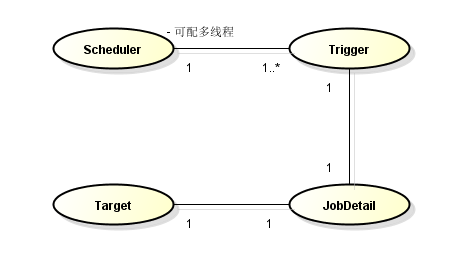 - 可配多线程
Scheduler
Trigger
1
1..*
1
1
Target
JobDetail
1
1